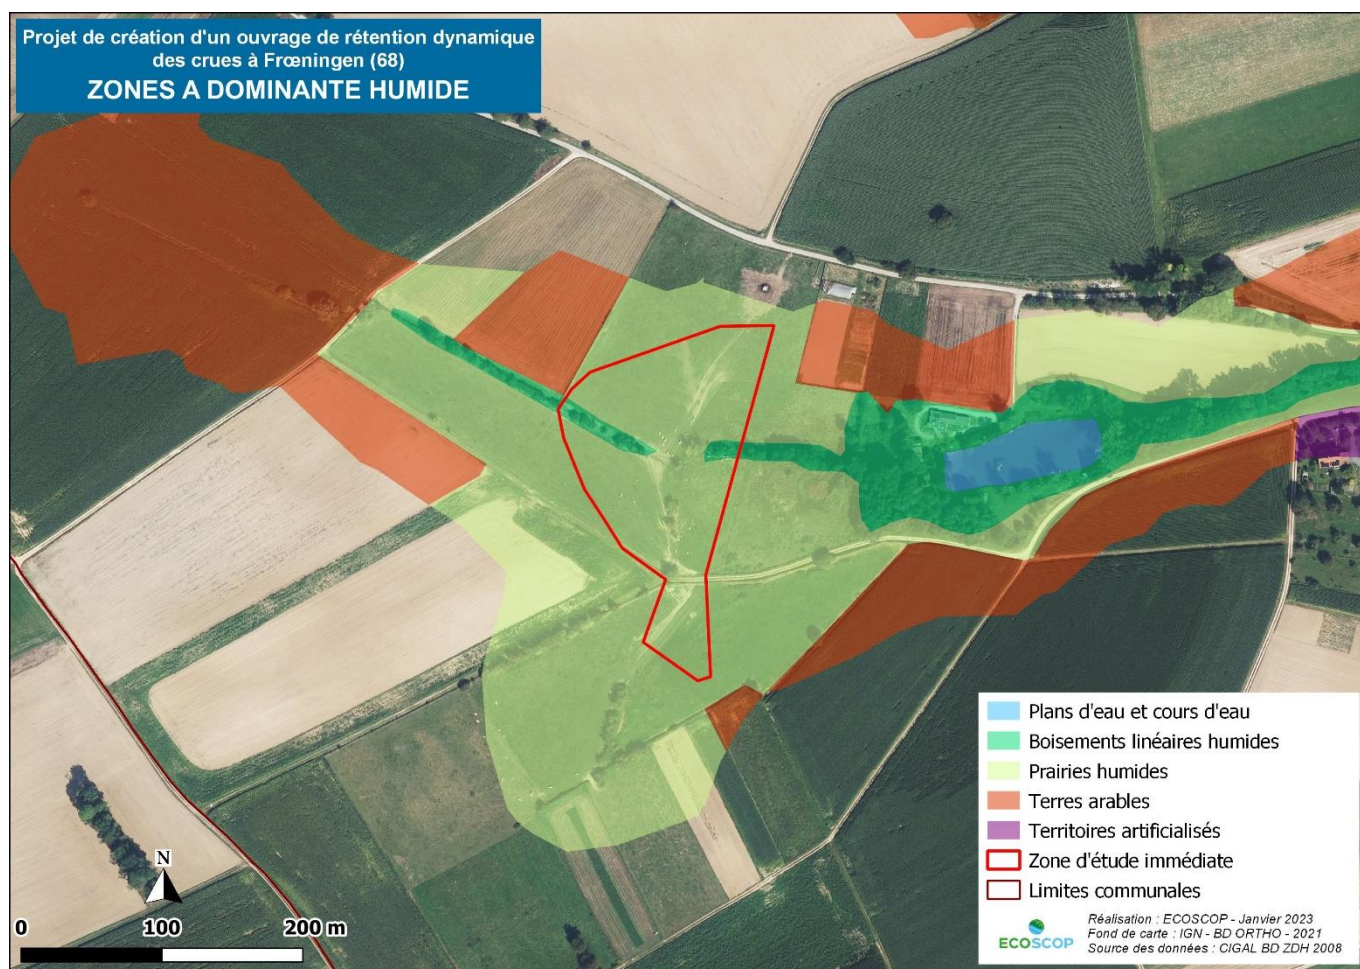 Projet de création d'un ouvrage de rétention dynamique
des crues à Frœningen (68)
ZONES A DOMINANTE HUMIDE
Plans d'eau et cours d'eau
Boisements linéaires humides
Prairies humides
Terres arables
Territoires artificialisés
Zone d'étude immédiate
Limites communales
N
0 100 200 m
ECOSCOP
Réalisation : ECOSCOP - Janvier 2023
Fond de carte : IGN - BD ORTHO - 2021
Source des données : CIGAL BD ZDH 2008